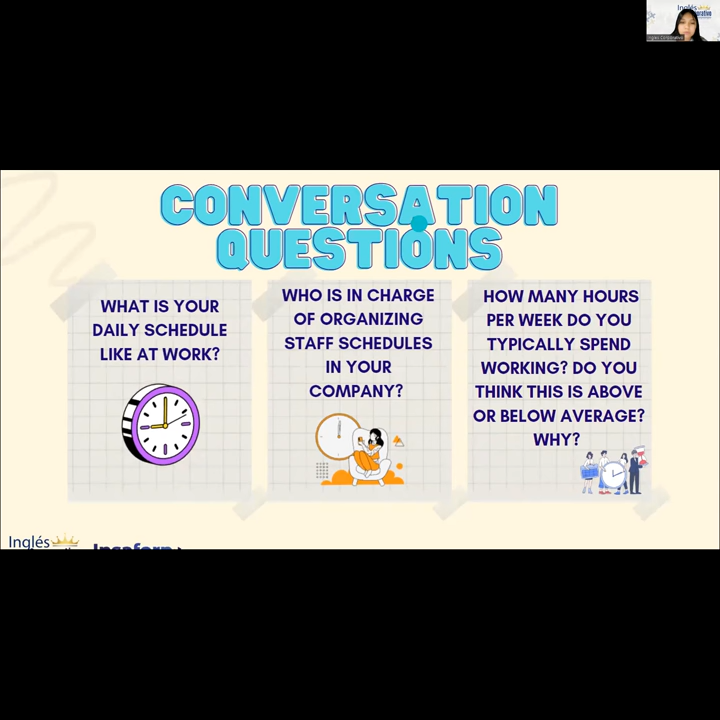 Inglés
CONVERSATION
QUESTIONS
WHAT IS YOUR
DAILY SCHEDULE
LIKE AT WORK?
WHO IS IN CHARGE
OF ORGANIZING
STAFF SCHEDULES
IN YOUR
COMPANY?
HOW MANY HOURS
PER WEEK DO YOU
TYPICALLY SPEND
WORKING? DO YOU
THINK THIS IS ABOVE
OR BELOW AVERAGE?
WHY?
Inglés